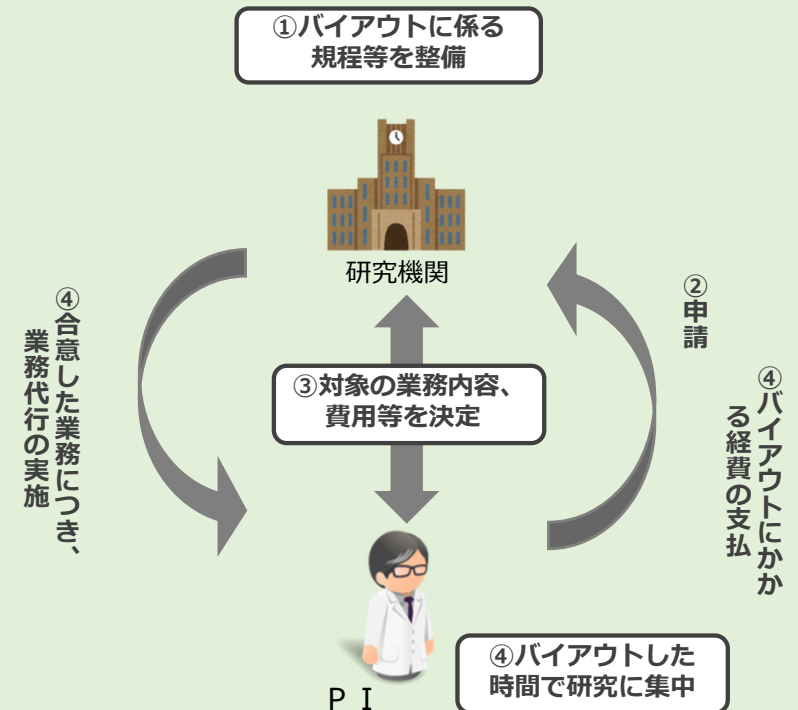 ①バイアウトに係る
規程等を整備
研究機関
②申請
③対象の業務内容、
費用等を決定
④バイアウトにかか
る経費の支払
④合意した業務につき、
業務代行の実施
④バイアウトした
時間で研究に集中
ＰＩ